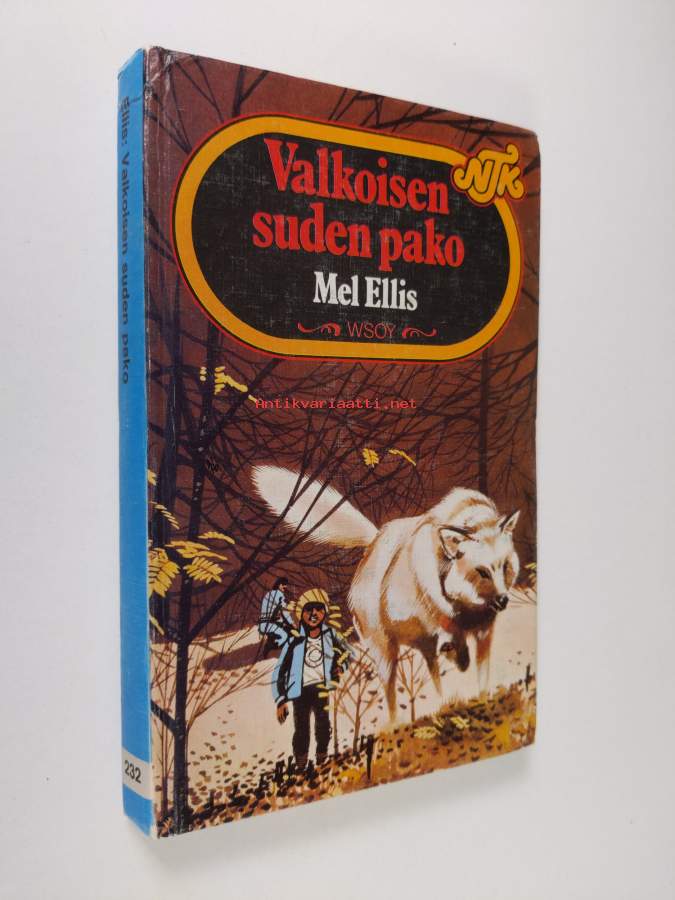 Valkoisen
suden pako
Mel Ellis
WSOY
NTK
Ellis: Valkoisen suden pako
232
Antikvariaatti.net